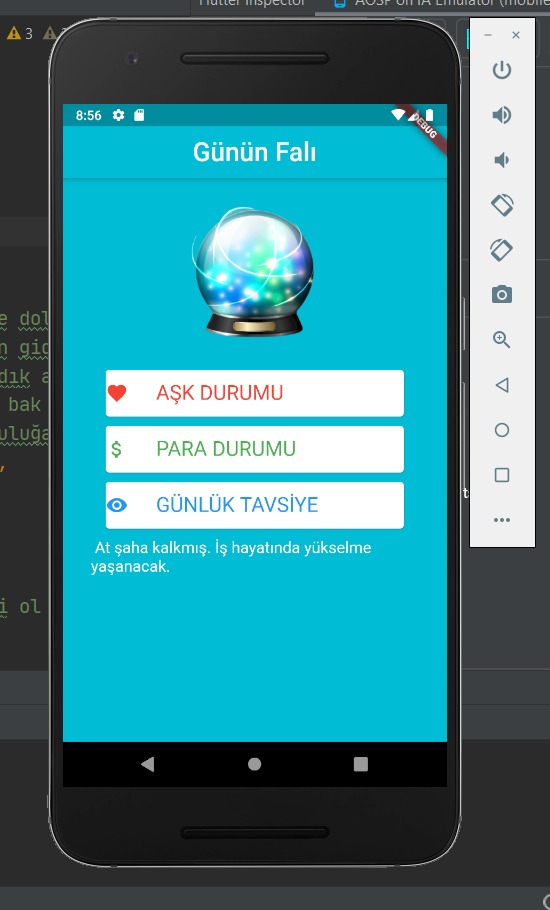 Flutter Inspector
AOSP on IA Emulator (mobile
3
8:56
DEBUG
Günün Falı
AŞK DURUMU
PARA DURUMU
GÜNLÜK TAVSİYE
At şaha kalkmış. İş hayatında yükselme
yaşanacak.
e dol
n gid
dık a
bak
uluğa
,
i ol